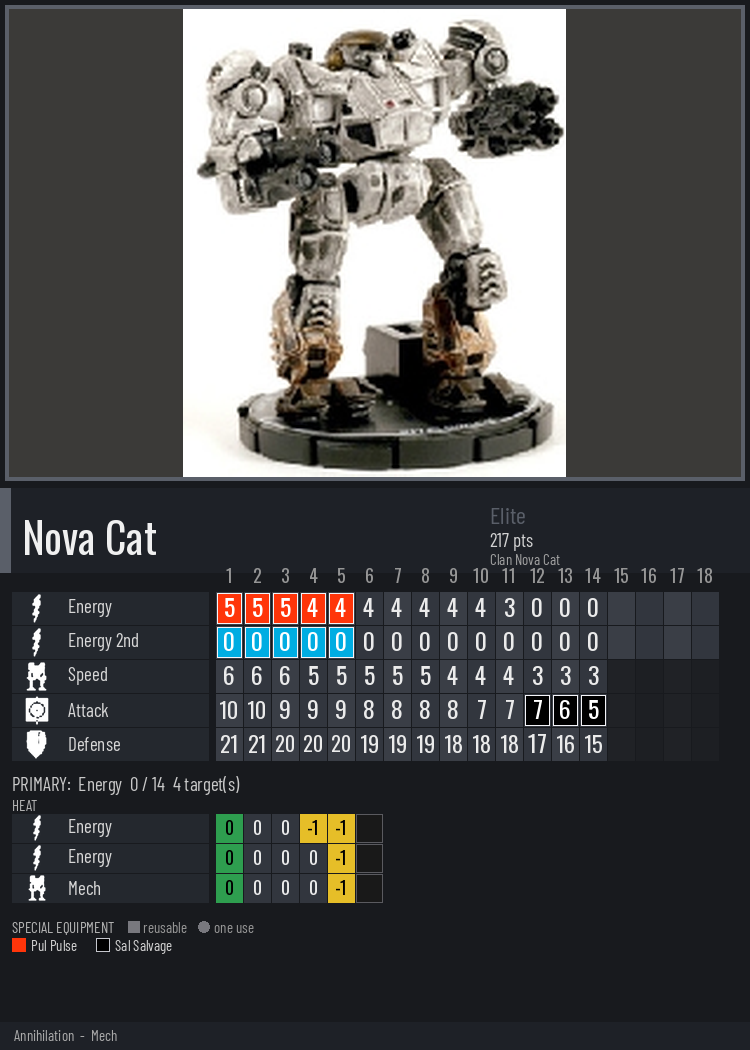 Nova Cat
Elite
217 pts
Clan Nova Cat
1 2 3 4 5 6 7 8 9 10 11 12 13 14 15 16 17 18
Energy 5 5 5 4 4 4 4 4 4 4 3 0 0 0
Energy 2nd 0 0 0 0 0 0 0 0 0 0 0 0 0 0
Speed 6 6 6 5 5 5 5 5 4 4 4 3 3 3
Attack 10 10 9 9 9 8 8 8 8 7 7 7 6 5
Defense 21 21 20 20 20 19 19 19 18 18 18 17 16 15
PRIMARY: Energy 0 / 14 4 target(s)
HEAT
Energy 0 0 0 -1 -1
Energy 0 0 0 0 -1
Mech 0 0 0 0 -1
SPECIAL EQUIPMENT reusable one use
Pul Pulse Sal Salvage
Annihilation - Mech